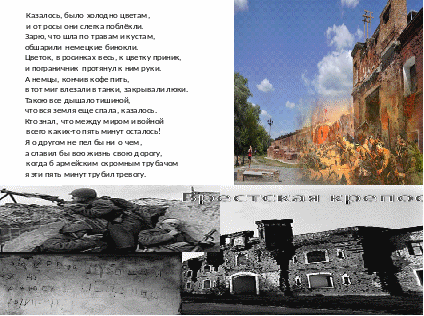 Казалось, было холодно цветам,
и от росы они слегка поблёкли.
Зарю, что шла по травам и кустам,
обшарили немецкие бинокли.
Цветок, в росинках весь, к цветку приник,
и пограничник протянул к ним руки.
А немцы, кончив кофе пить,
в тот миг влезали в танки, закрывали люки.
Такою все дышало тишиной,
что вся земля еще спала, казалось.
Кто знал, что между миром и войной
всего каких-то пять минут осталось!
Я о другом не пел бы ни о чем,
а славил бы всю жизнь свою дорогу,
когда б армейским скромным трубачом
я эти пять минут трубил тревогу.
Брестская крепос